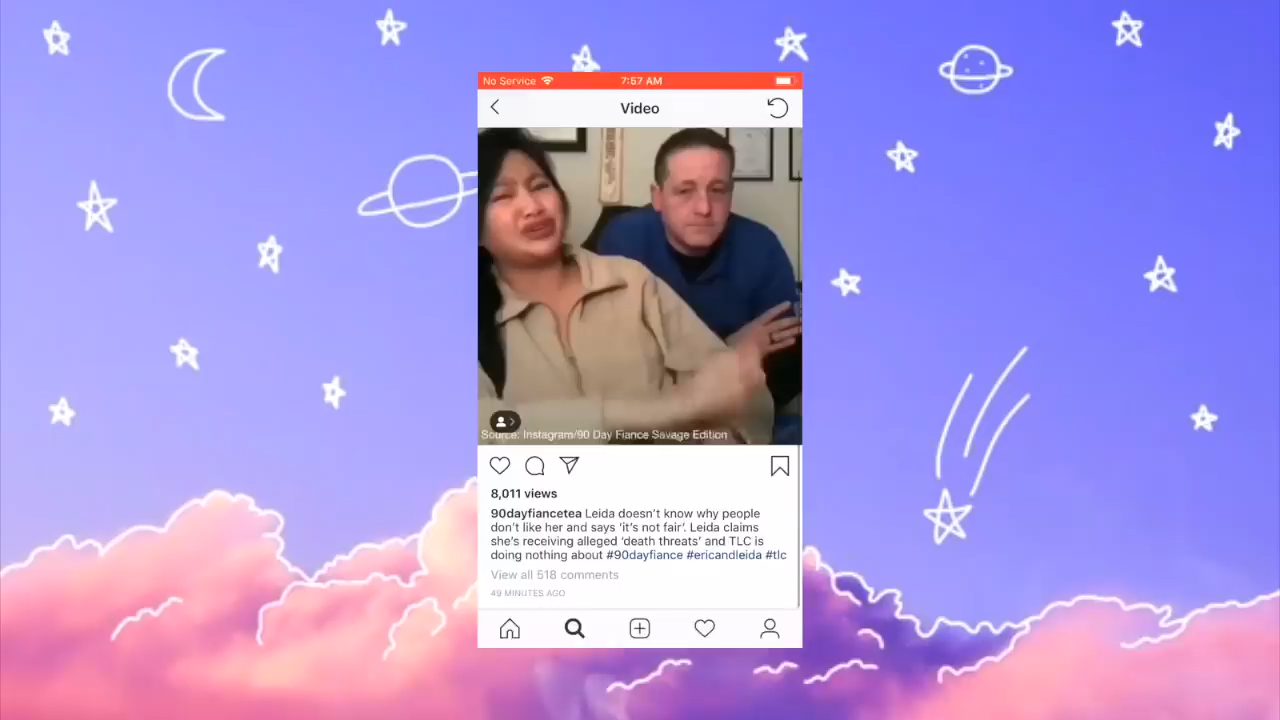 No Service 7:57 AM
Video
Source: Instagram/90 Day Fiance Savage Edition
8,011 views
90dayfiancetea Leida doesn't know why people
don't like her and says 'it's not fair'. Leida claims
she's receiving alleged 'death threats' and TLC is
doing nothing about #90dayfiance #ericandleida #tlc
View all 518 comments
49 MINUTES AGO